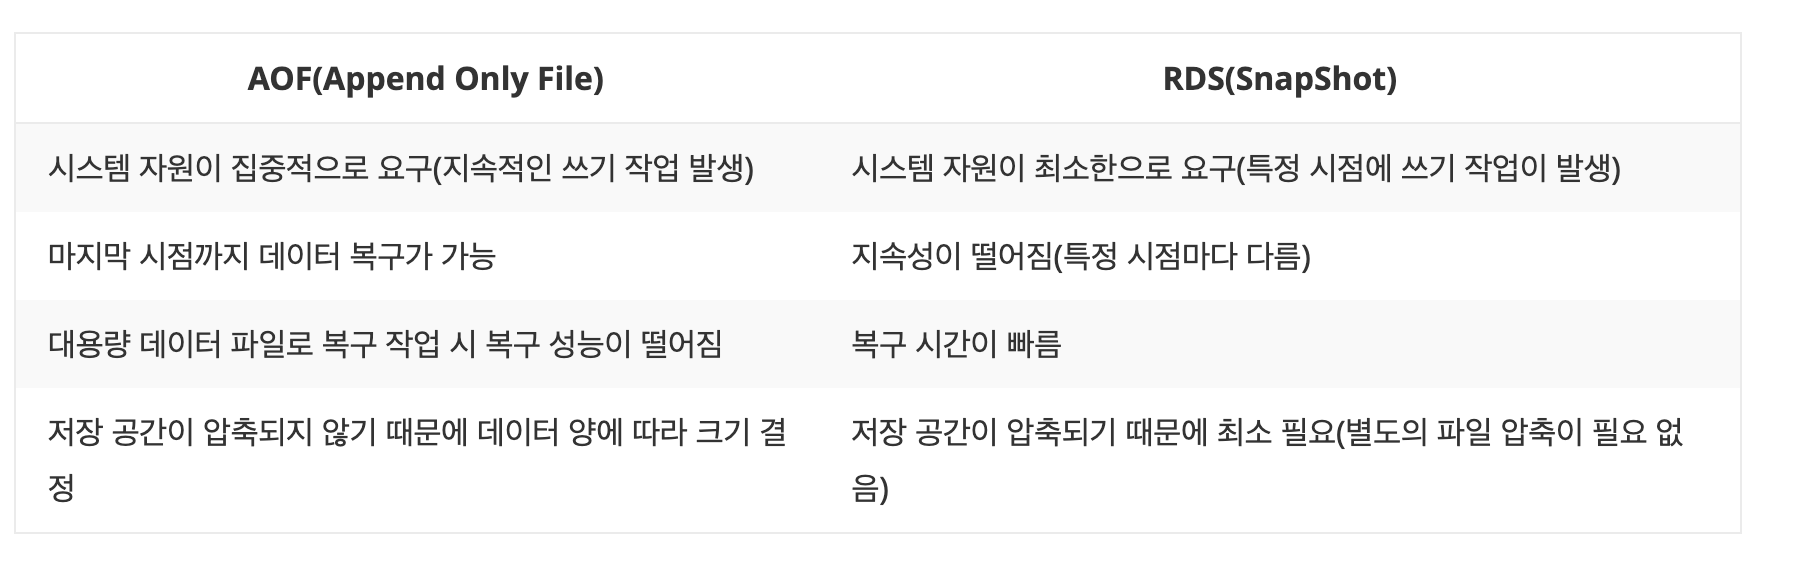 AOF(Append Only File) RDS(SnapShot)
시스템 자원이 집중적으로 요구(지속적인 쓰기 작업 발생) 시스템 자원이 최소한으로 요구(특정 시점에 쓰기 작업이 발생)
마지막 시점까지 데이터 복구가 가능 지속성이 떨어짐(특정 시점마다 다름)
대용량 데이터 파일로 복구 작업 시 복구 성능이 떨어짐 복구 시간이 빠름
저장 공간이 압축되지 않기 때문에 데이터 양에 따라 크기 결
정
저장 공간이 압축되기 때문에 최소 필요(별도의 파일 압축이 필요 없
음)